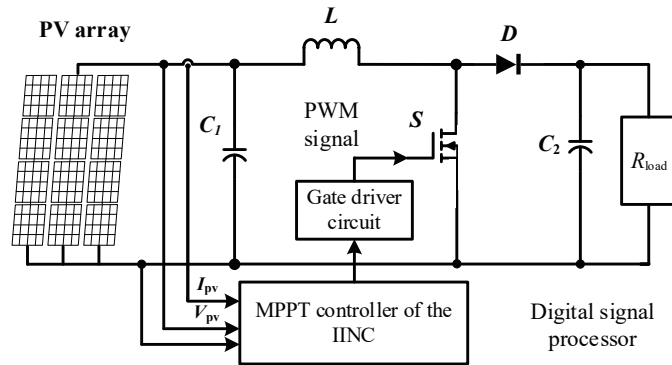 PV array
L
D
C1
PWM
signal
S
C2
Rload
Gate driver
circuit
Ipv
Vpv
MPPT controller of the
IINC
Digital signal
processor